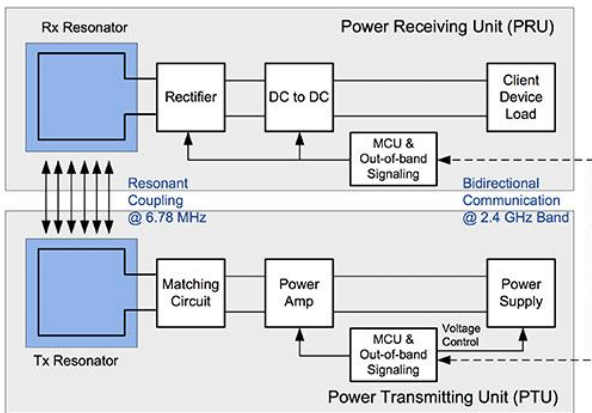 Rx Resonator
Power Receiving Unit (PRU)
Rectifier
DC to DC
Client
Device
Load
MCU &
Out-of-band
Signaling
Resonant
Coupling
@ 6.78 MHz
Bidirectional
Communication
@ 2.4 GHz Band
Matching
Circuit
Power
Amp
Power
Supply
MCU &
Out-of-band
Signaling
Voltage
Control
Tx Resonator
Power Transmitting Unit (PTU)